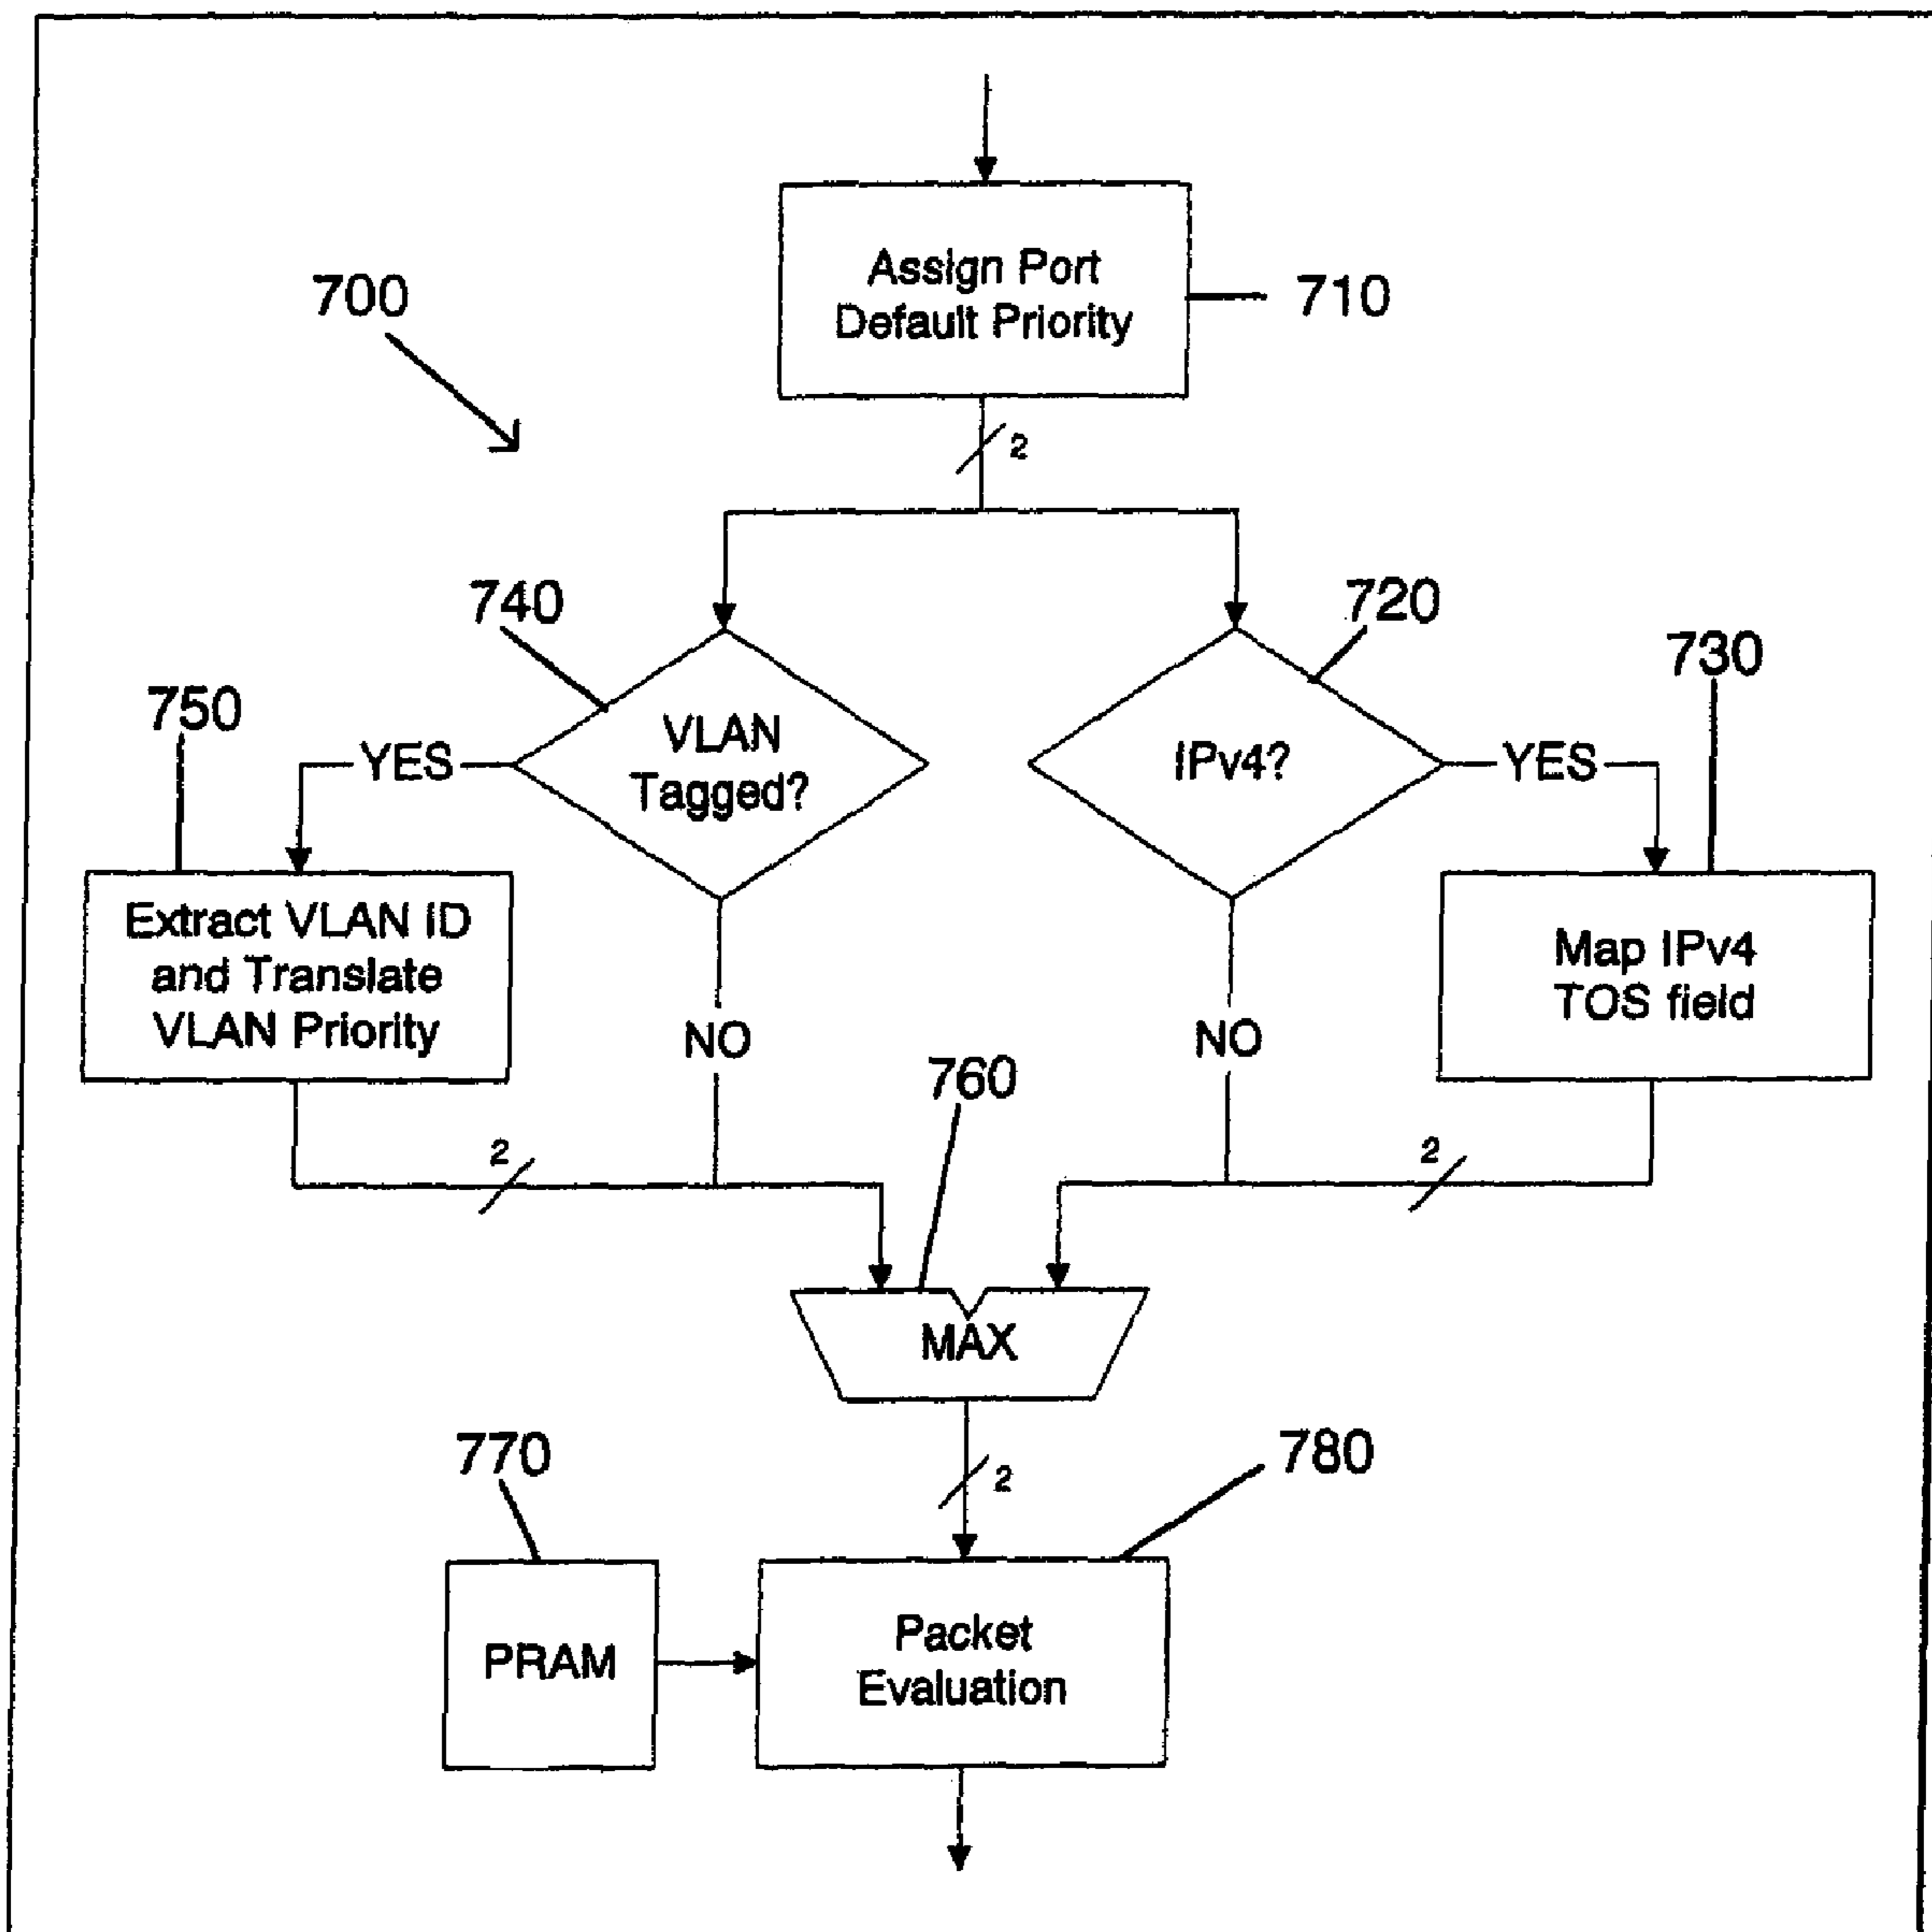 700
Assign Port
Default Priority
710
2
740
720
730
750
YES
VLAN
Tagged?
IPv4?
YES
Extract VLAN ID
and Translate
VLAN Priority
Map IPv4
TOS field
NO
NO
760
2
2
MAX
770
780
2
PRAM
Packet
Evaluation